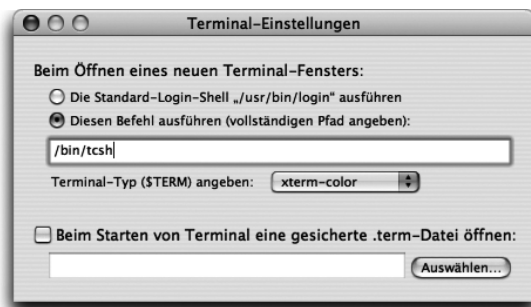 Terminal-Einstellungen
Beim Öffnen eines neuen Terminal-Fensters:
Die Standard-Login-Shell „/usr/bin/login“ ausführen
Diesen Befehl ausführen (vollständigen Pfad angeben):
/bin/tcsh
Terminal-Typ ($TERM) angeben: xterm-color
Beim Starten von Terminal eine gesicherte .term-Datei öffnen:
Auswählen...